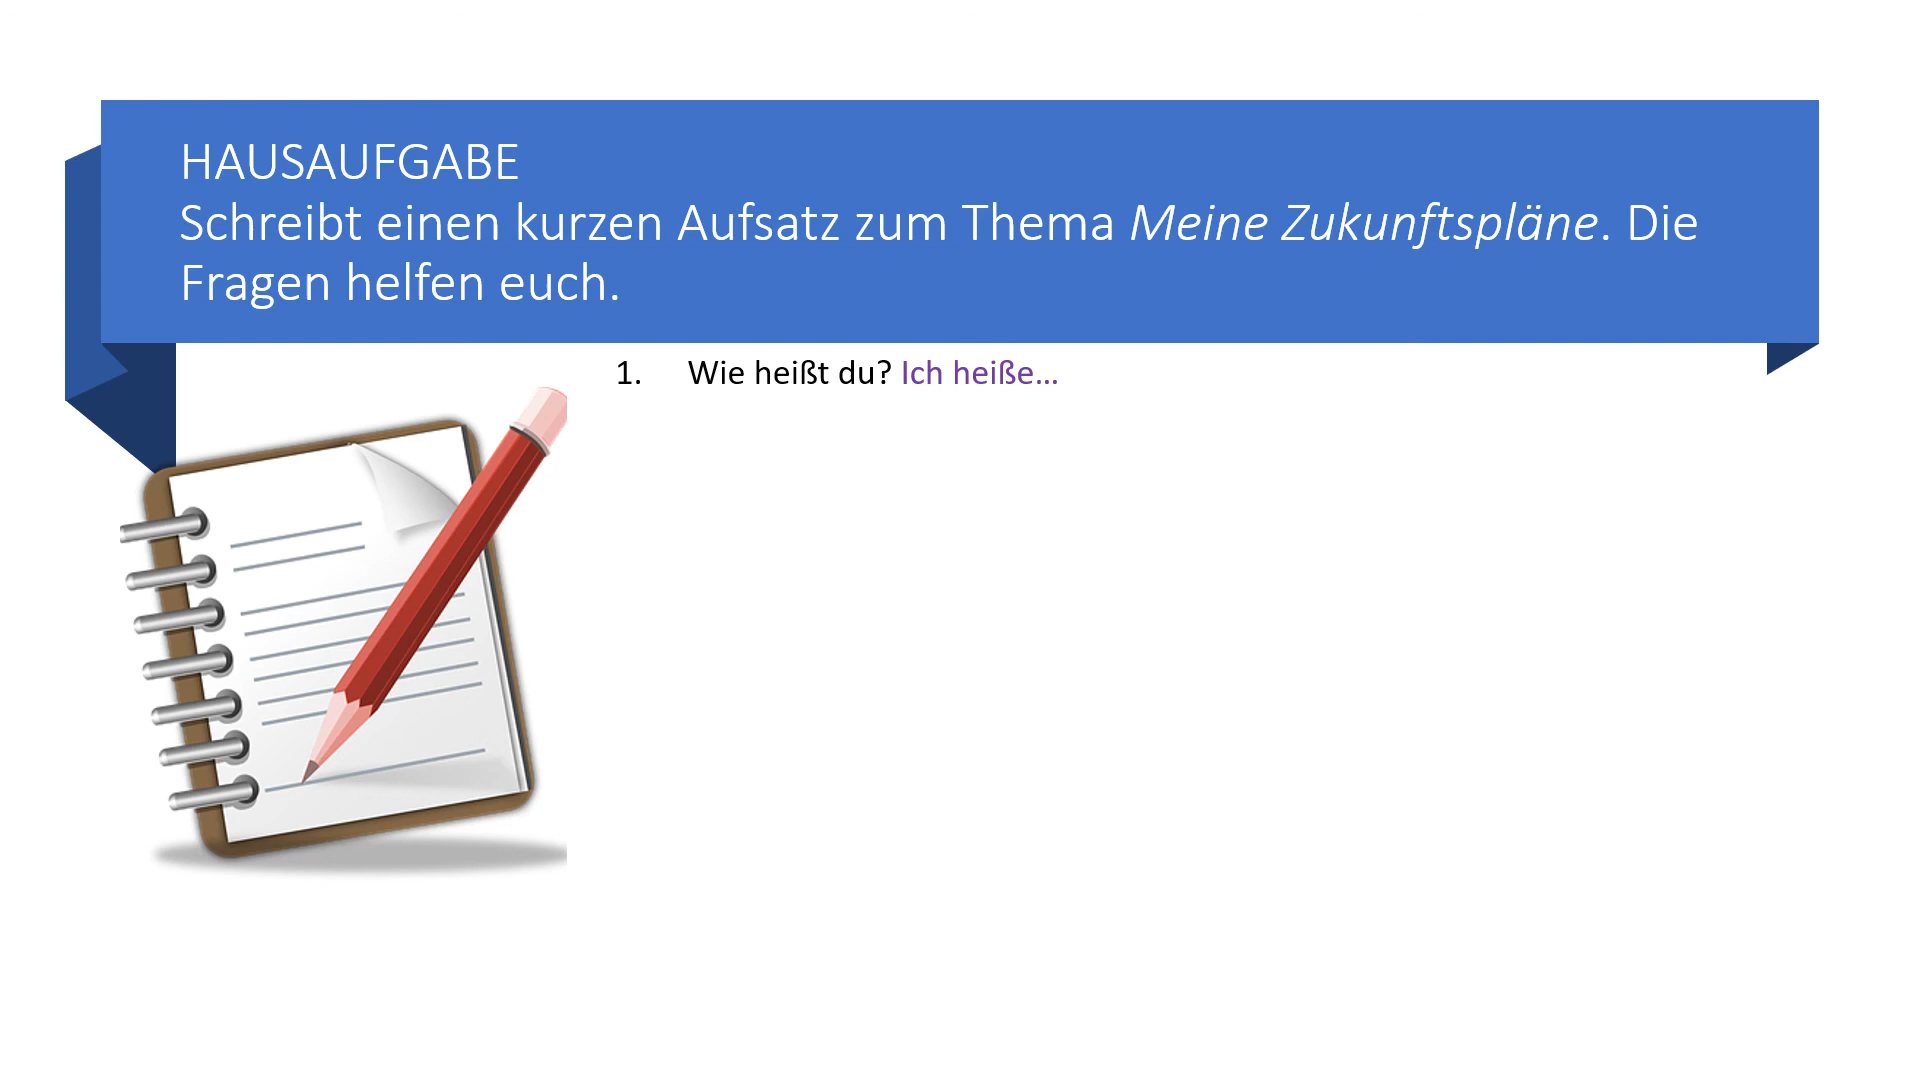 HAUSAUFGABE
Schreibt einen kurzen Aufsatz zum Thema Meine Zukunftspläne. Die
Fragen helfen euch.
1. Wie heißt du? Ich heiße…